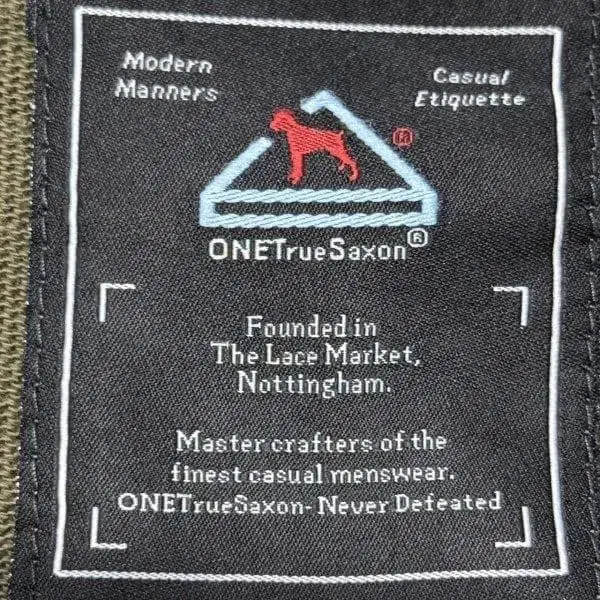 Modern
Manners
Casual
Etiquette
®
ONETrueSaxon®
Founded in
The Lace Market,
Nottingham.
Master crafters of the
finest casual menswear.
ONETrueSaxon- Never Defeated